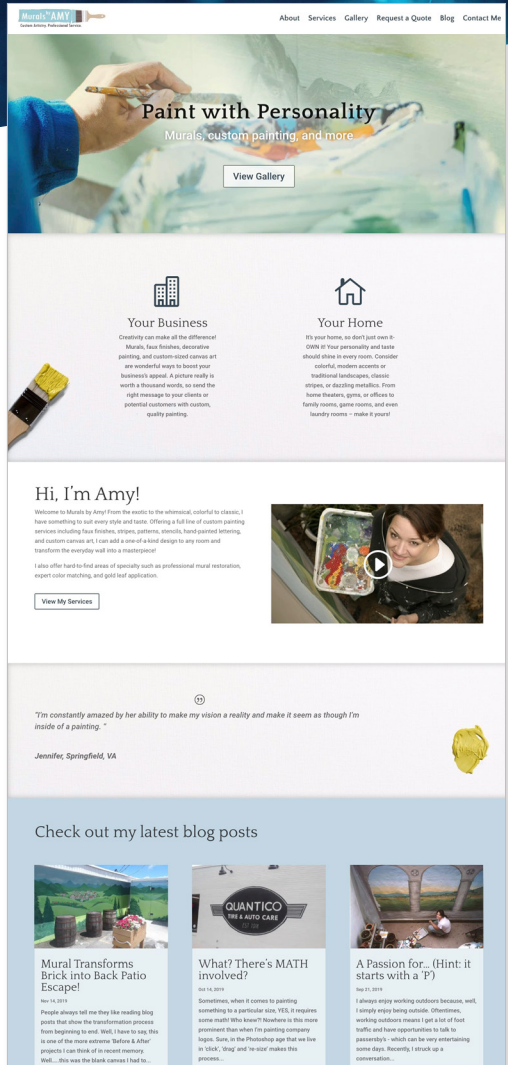 Murals by AMY
Custom Artistry. Professional Service
About Services Gallery Request a Quote Blog Contact Me
Paint with Personality
Murals, custom painting, and more
View Gallery
Your Business
Creativity can make all the difference!
Murals, faux finishes, decorative
painting, and custom-sized canvas art
are wonderful ways to boost your
business's appeal. A picture really is
worth a thousand words, so send the
right message to your clients or
potential customers with custom,
quality painting.
Your Home
It's your home, so don't just own it-
OWN it! Your personality and taste
should shine in every room. Consider
colorful, modern accents or
traditional landscapes, classic
stripes, or dazzling metallics. From
home theaters, gyms, or offices to
family rooms, game rooms, and even
laundry rooms – make it yours!
Hi, I'm Amy!
Welcome to Murals by Amy! From the exotic to the whimsical, colorful to classic, I
have something to suit every style and taste. Offering a full line of custom painting
services including faux finishes, stripes, patterns, stencils, hand-painted lettering,
and custom canvas art, I can add a one-of-a-kind design to any room and
transform the everyday wall into a masterpiece!
I also offer hard-to-find areas of specialty such as professional mural restoration,
expert color matching, and gold leaf application.
View My Services
"I'm constantly amazed by her ability to make my vision a reality and make it seem as though I'm
inside of a painting. "
Jennifer, Springfield, VA
Check out my latest blog posts
Mural Transforms
Brick into Back Patio
Escape!
Nov 14, 2019
People always tell me they like reading blog
posts that show the transformation process
from beginning to end. Well, I have to say, this
is one of the more extreme 'Before & After'
projects I can think of in recent memory.
Well.... this was the blank canvas I had to...
QUANTICO
TIRE & AUTO CARE
What? There's MATH
involved?
Oct 14, 2019
Sometimes, when it comes to painting
something to a particular size, YES, it requires
some math! Who knew?! Nowhere is this more
prominent than when I'm painting company
logos. Sure, in the Photoshop age that we live
in 'click', 'drag' and 're-size' makes this
process...
A Passion for... (Hint: it
starts with a 'P')
Sep 21, 2019
I always enjoy working outdoors because, well,
I simply enjoy being outside. Oftentimes,
working outdoors means I get a lot of foot
traffic and have opportunities to talk to
passersby's - which can be very entertaining
some days. Recently, I struck up a
conversation...